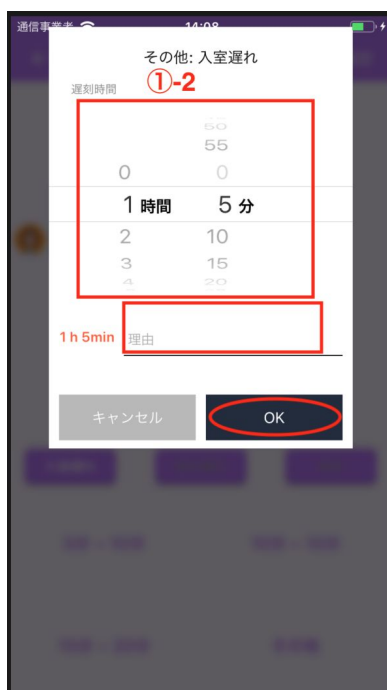 通信事業者 14:08
その他: 入室遅れ
遅刻時間 ①-2
50
55
0 0
1 時間 5 分
2 10
3 15
4 20
1 h 5min 理由
キャンセル OK